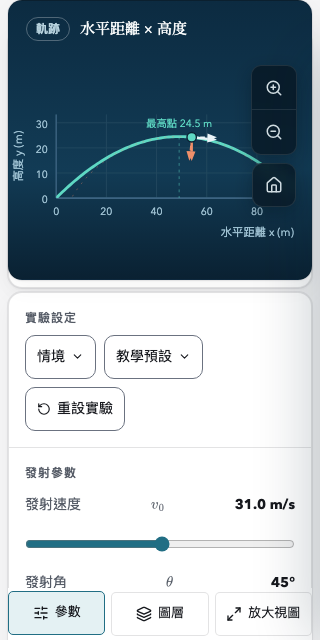 軌跡 水平距離 × 高度
最高點 24.5 m
高度 y (m)
30
20
10
0
0 20 40 60 80
水平距離 x (m)
實驗設定
情境 教學預設
重設實驗
發射參數
發射速度 v₀ 31.0 m/s
發射角 θ 45°
參數 圖層 放大視圖